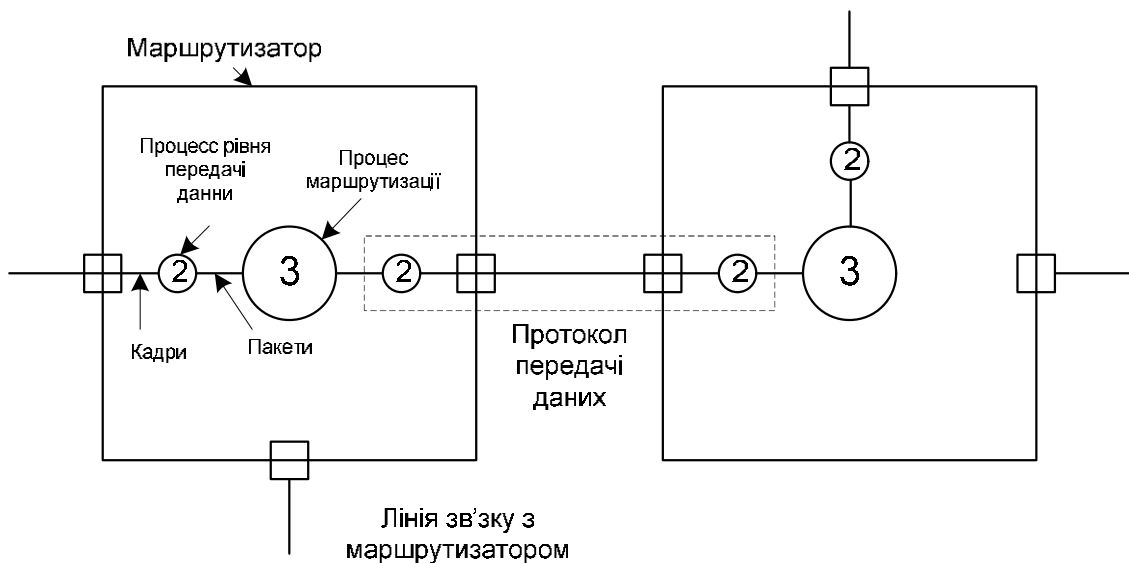 Маршрутизатор
Процесс рівня
передачі
данни
Процес
маршрутизації
2
2
3
2
2
3
Кадри
Пакети
Протокол
передачі
даних
Лінія зв'зку з
маршрутизатором